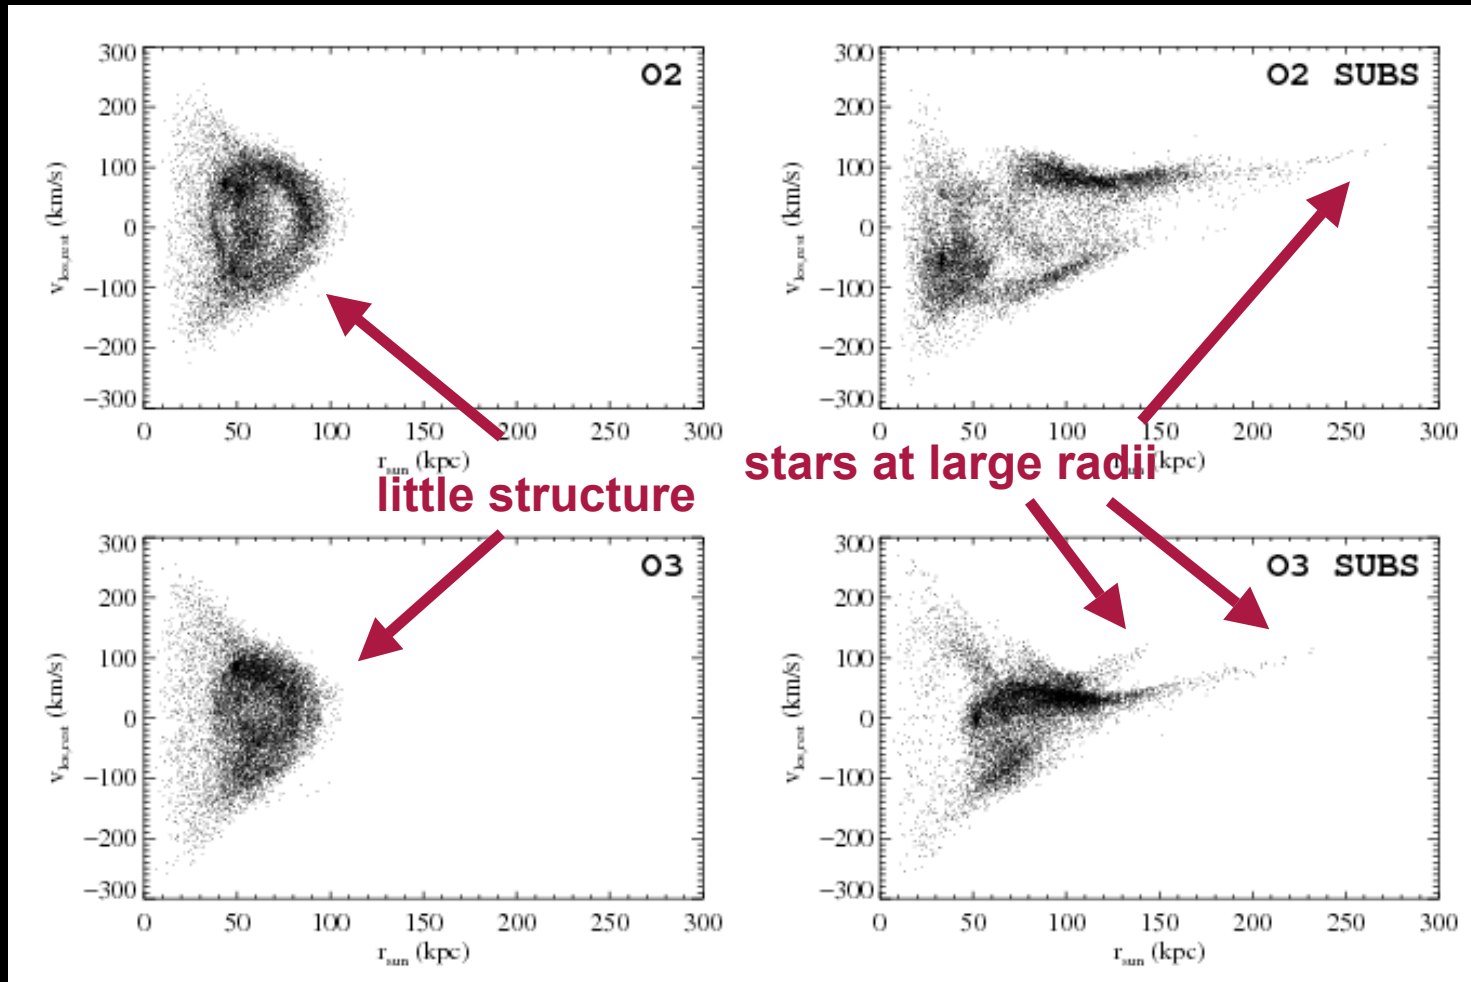 O2
300
200
100
0
−100
−200
−300
v_los,rest (km/s)
0 50 100 150 200 250 300
r_sun (kpc)
O2 SUBS
300
200
100
0
−100
−200
−300
v_los,rest (km/s)
0 50 100 150 200 250 300
r_sun (kpc)
little structure
stars at large radii
O3
300
200
100
0
−100
−200
−300
v_los,rest (km/s)
0 50 100 150 200 250 300
r_sun (kpc)
O3 SUBS
300
200
100
0
−100
−200
−300
v_los,rest (km/s)
0 50 100 150 200 250 300
r_sun (kpc)